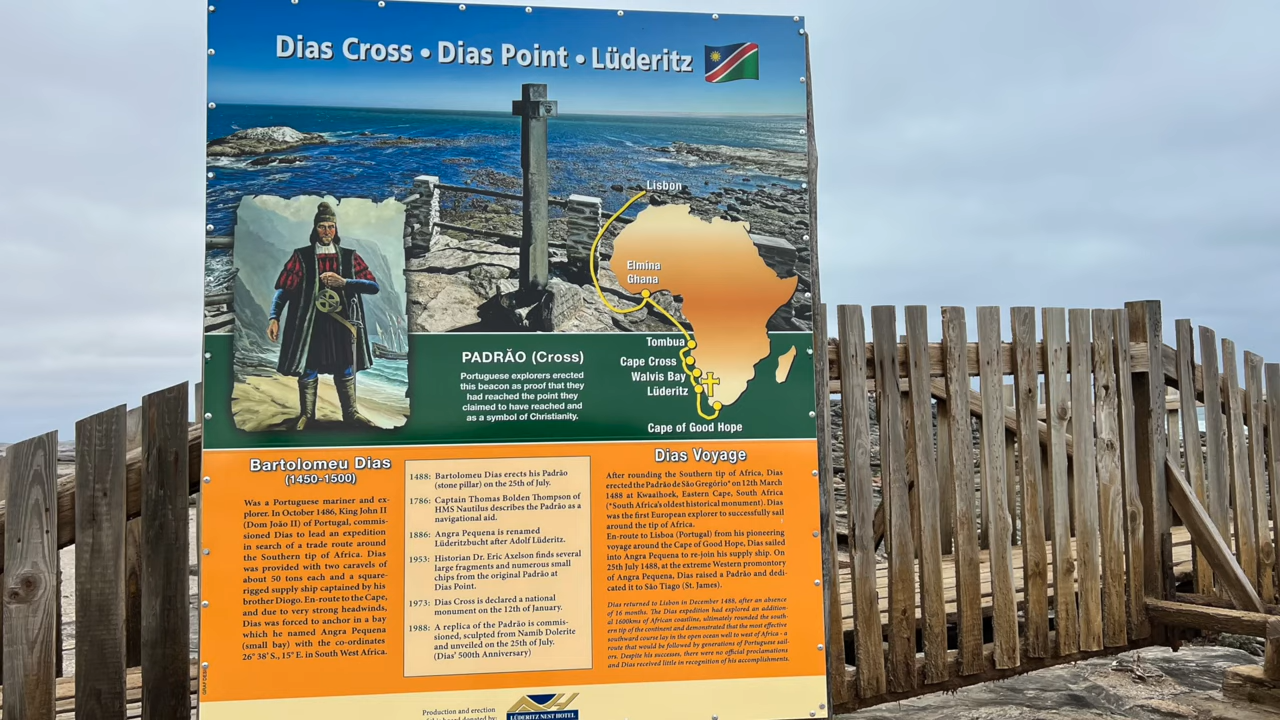 Dias Cross • Dias Point • Lüderitz
Lisbon
Elmina
Ghana
Tombua
Cape Cross
Walvis Bay
Lüderitz
Cape of Good Hope
PADRÃO (Cross)
Portuguese explorers erected
this beacon as proof that they
had reached the point they
claimed to have reached and
as a symbol of Christianity.
Bartolomeu Dias
(1450-1500)
Was a Portuguese mariner and ex-
plorer. In October 1486, King John II
(Dom João II) of Portugal, commis-
sioned Dias to lead an expedition
in search of a trade route around
the Southern tip of Africa. Dias
was provided with two caravels of
about 50 tons each and a square-
rigged supply ship captained by his
brother Diogo. En-route to the Cape,
and due to very strong headwinds,
Dias was forced to anchor in a bay
which he named Angra Pequena
(small bay) with the co-ordinates
26° 38' S., 15° E. in South West Africa.
1488: Bartolomeu Dias erects his Padrão
(stone pillar) on the 25th of July.
1786: Captain Thomas Bolden Thompson of
HMS Nautilus describes the Padrão as a
navigational aid.
1886: Angra Pequena is renamed
Lüderitzbucht after Adolf Lüderitz.
1953: Historian Dr. Eric Axelson finds several
large fragments and numerous small
chips from the original Padrão at
Dias Point.
1973: Dias Cross is declared a national
monument on the 12th of January.
1988: A replica of the Padrão is commis-
sioned, sculpted from Namib Dolerite
and unveiled on the 25th of July.
(Dias' 500th Anniversary)
Dias Voyage
After rounding the Southern tip of Africa, Dias
erected the Padrão de São Gregório* on 12th March
1488 at Kwaaihoek, Eastern Cape, South Africa
(*South Africa's oldest historical monument). Dias
was the first European explorer to successfully sail
around the tip of Africa.
En-route to Lisboa (Portugal) from his pioneering
voyage around the Cape of Good Hope, Dias sailed
into Angra Pequena to re-join his supply ship. On
25th July 1488, at the extreme Western promontory
of Angra Pequena, Dias raised a Padrão and dedi-
cated it to São Tiago (St. James).
Dias returned to Lisbon in December 1488, after an absence
of 16 months. The Dias expedition had explored an addition-
al 1600kms of African coastline, ultimately rounded the south-
ern tip of the continent and demonstrated that the most effective
southward course lay in the open ocean well to west of Africa - a
route that would be followed by generations of Portuguese sail-
ors. Despite his successes, there were no official proclamations
and Dias received little in recognition of his accomplishments.
Production and erection
donated by:
LÜDERITZ NEST HOTEL